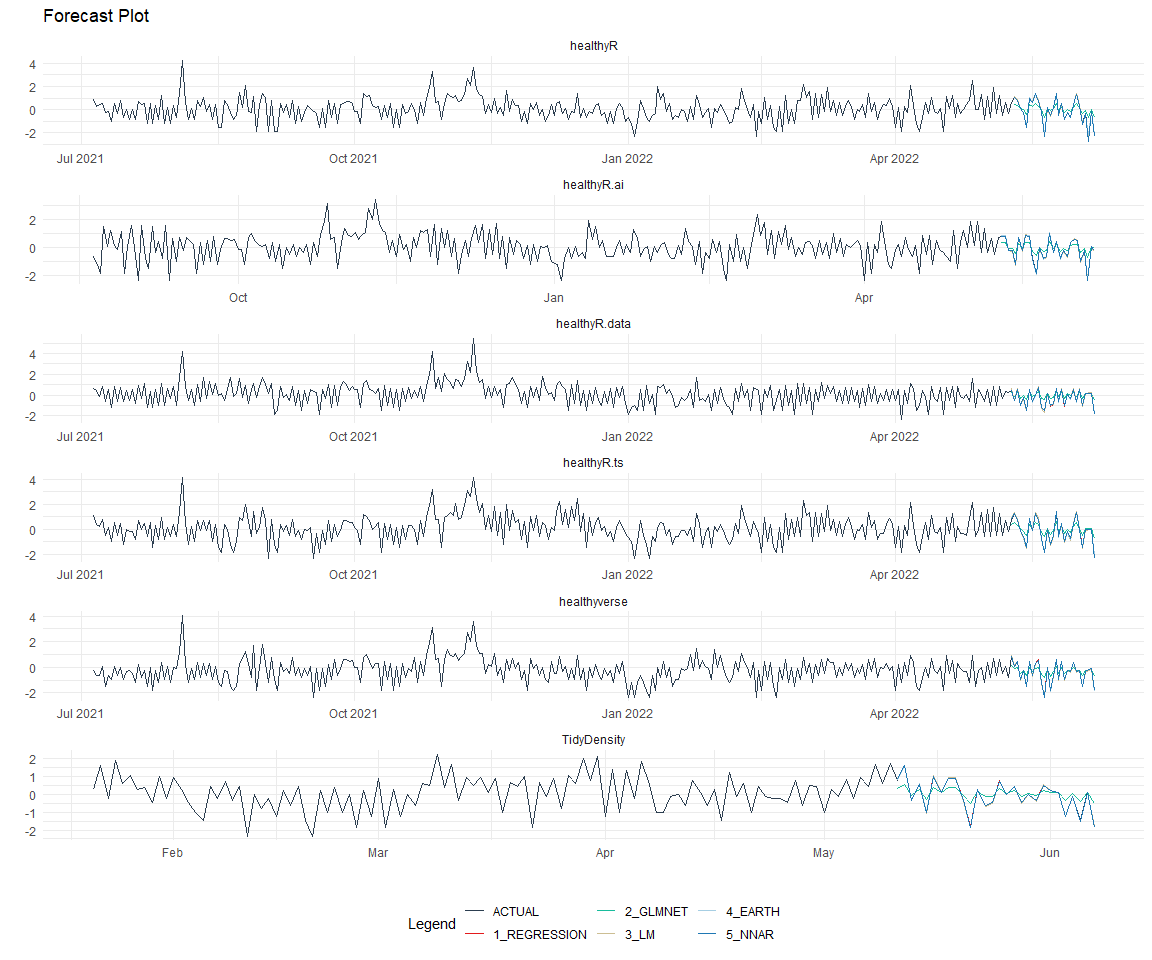 Forecast Plot
healthyR
4
2
0
-2
Jul 2021 Oct 2021 Jan 2022 Apr 2022
healthyR.ai
2
0
-2
Oct Jan Apr
healthyR.data
4
2
0
-2
Jul 2021 Oct 2021 Jan 2022 Apr 2022
healthyR.ts
4
2
0
-2
Jul 2021 Oct 2021 Jan 2022 Apr 2022
healthyverse
4
2
0
-2
Jul 2021 Oct 2021 Jan 2022 Apr 2022
TidyDensity
2
1
0
-1
-2
Feb Mar Apr May Jun
Legend
ACTUAL 2_GLMNET 4_EARTH
1_REGRESSION 3_LM 5_NNAR